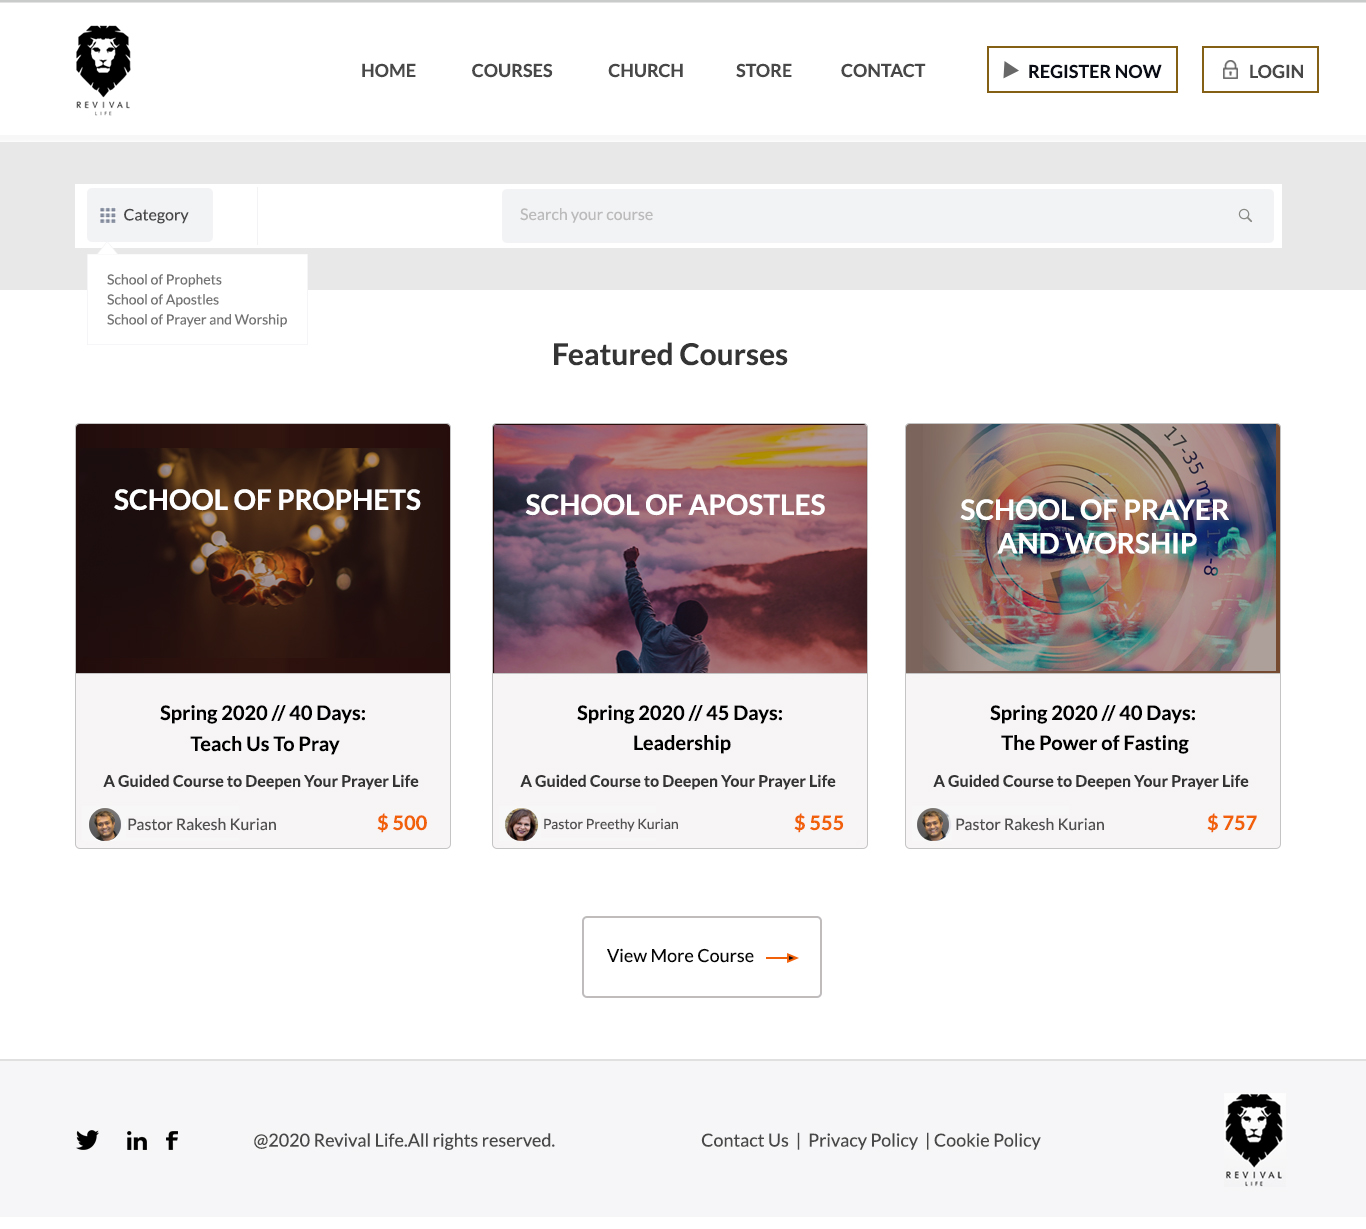 REVIVAL
LIFE
HOME COURSES CHURCH STORE CONTACT REGISTER NOW LOGIN
Category
Search your course
School of Prophets
School of Apostles
School of Prayer and Worship
Featured Courses
SCHOOL OF PROPHETS
Spring 2020 // 40 Days:
Teach Us To Pray
A Guided Course to Deepen Your Prayer Life
Pastor Rakesh Kurian $ 500
SCHOOL OF APOSTLES
Spring 2020 // 45 Days:
Leadership
A Guided Course to Deepen Your Prayer Life
Pastor Preethy Kurian $ 555
17-35 m
SCHOOL OF PRAYER
AND WORSHIP
Spring 2020 // 40 Days:
The Power of Fasting
A Guided Course to Deepen Your Prayer Life
Pastor Rakesh Kurian $ 757
View More Course
@2020 Revival Life.All rights reserved.
Contact Us | Privacy Policy | Cookie Policy
REVIVAL
LIFE